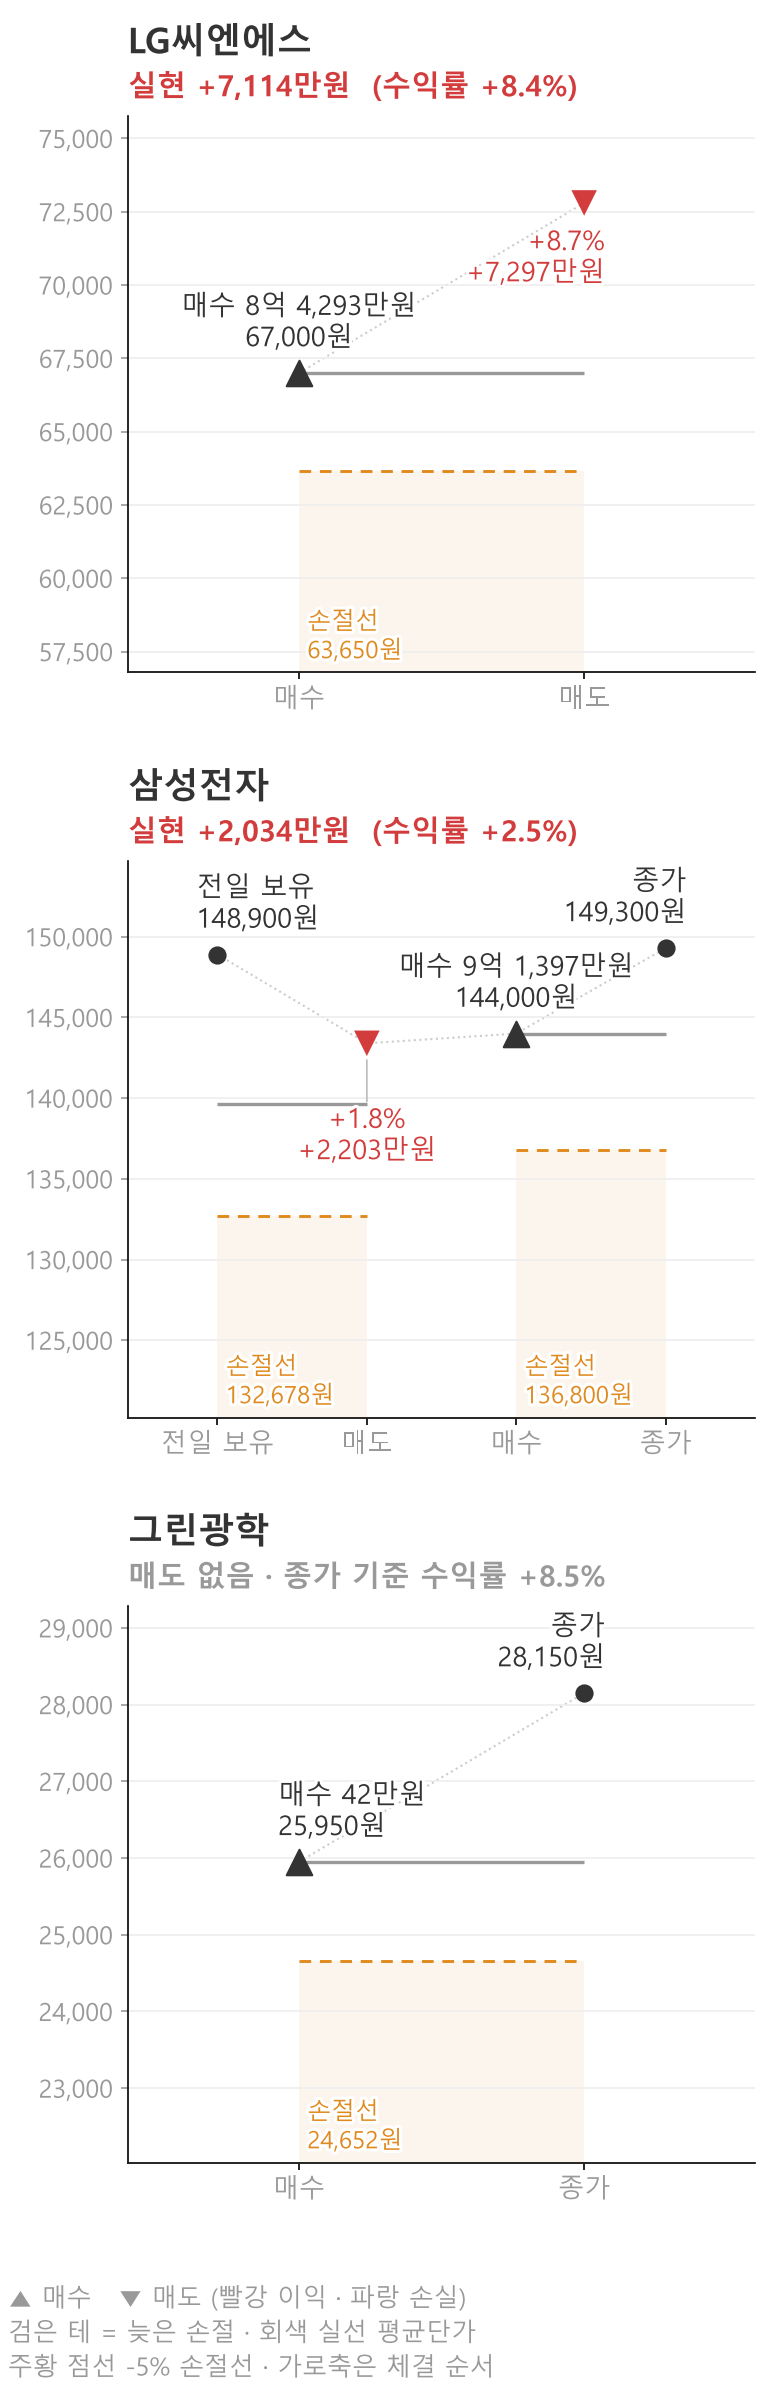 LG씨엔에스
실현 +7,114만원 (수익률 +8.4%)
75,000
72,500
+8.7%
+7,297만원
70,000
매수 8억 4,293만원
67,000원
67,500
65,000
62,500
60,000
손절선
63,650원
57,500
매수 매도
삼성전자
실현 +2,034만원 (수익률 +2.5%)
전일 보유
148,900원
종가
149,300원
150,000
매수 9억 1,397만원
144,000원
145,000
140,000
+1.8%
+2,203만원
135,000
130,000
125,000
손절선
132,678원
손절선
136,800원
전일 보유 매도 매수 종가
그린광학
매도 없음 · 종가 기준 수익률 +8.5%
29,000
종가
28,150원
28,000
27,000
매수 42만원
25,950원
26,000
25,000
24,000
23,000
손절선
24,652원
매수 종가
▲ 매수 ▼ 매도 (빨강 이익 · 파랑 손실)
검은 테 = 늦은 손절 · 회색 실선 평균단가
주황 점선 -5% 손절선 · 가로축은 체결 순서